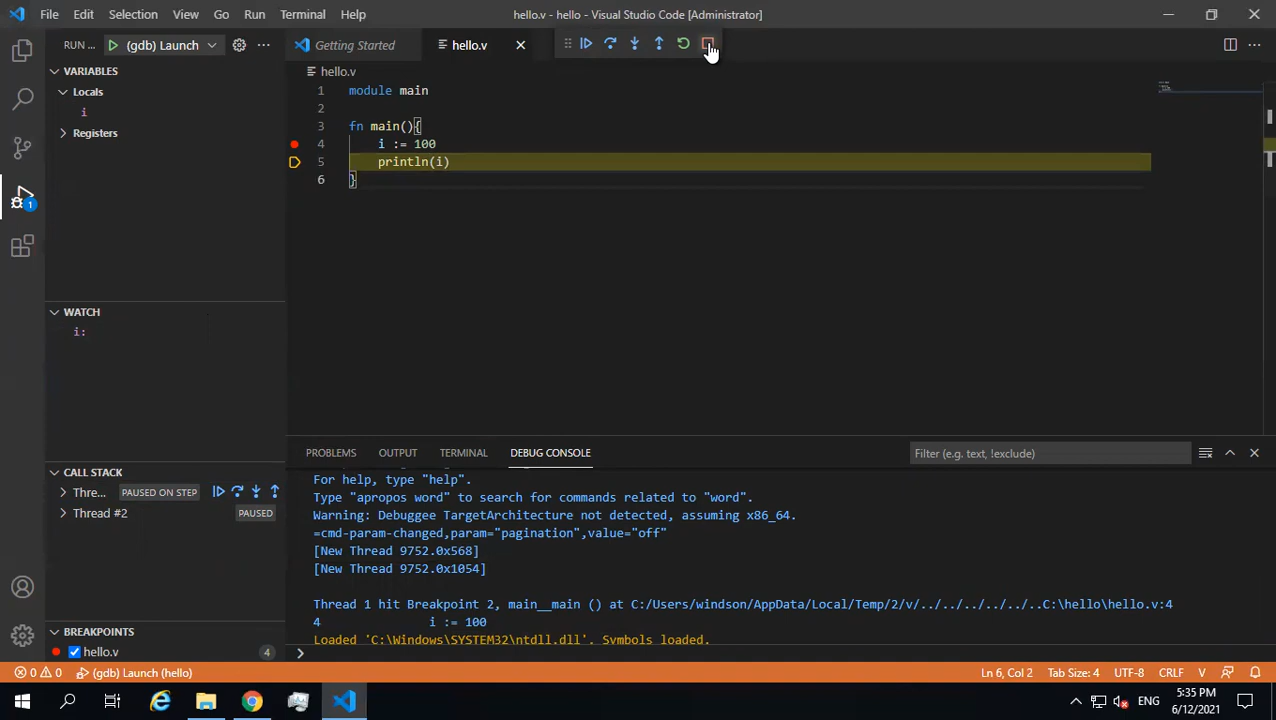 File Edit Selection View Go Run Terminal Help hello.v - hello - Visual Studio Code [Administrator]
RUN ... (gdb) Launch ...
Getting Started hello.v
VARIABLES
Locals
i
Registers
hello.v
1 module main
2
3 fn main(){
4 i := 100
5 println(i)
6 }
WATCH
i:
CALL STACK
Thre... PAUSED ON STEP
Thread #2 PAUSED
BREAKPOINTS
hello.v 4
1
PROBLEMS OUTPUT TERMINAL DEBUG CONSOLE Filter (e.g. text, !exclude)
For help, type "help".
Type "apropos word" to search for commands related to "word".
Warning: Debuggee TargetArchitecture not detected, assuming x86_64.
=cmd-param-changed,param="pagination",value="off"
[New Thread 9752.0x568]
[New Thread 9752.0x1054]
Thread 1 hit Breakpoint 2, main__main () at C:/Users/windson/AppData/Local/Temp/2/v/../../../../../..C:\hello\hello.v:4
4 i := 100
Loaded 'C:\Windows\SYSTEM32\ntdll.dll'. Symbols loaded.
0 0 (gdb) Launch (hello) Ln 6, Col 2 Tab Size: 4 UTF-8 CRLF V
ENG 5:35 PM
6/12/2021